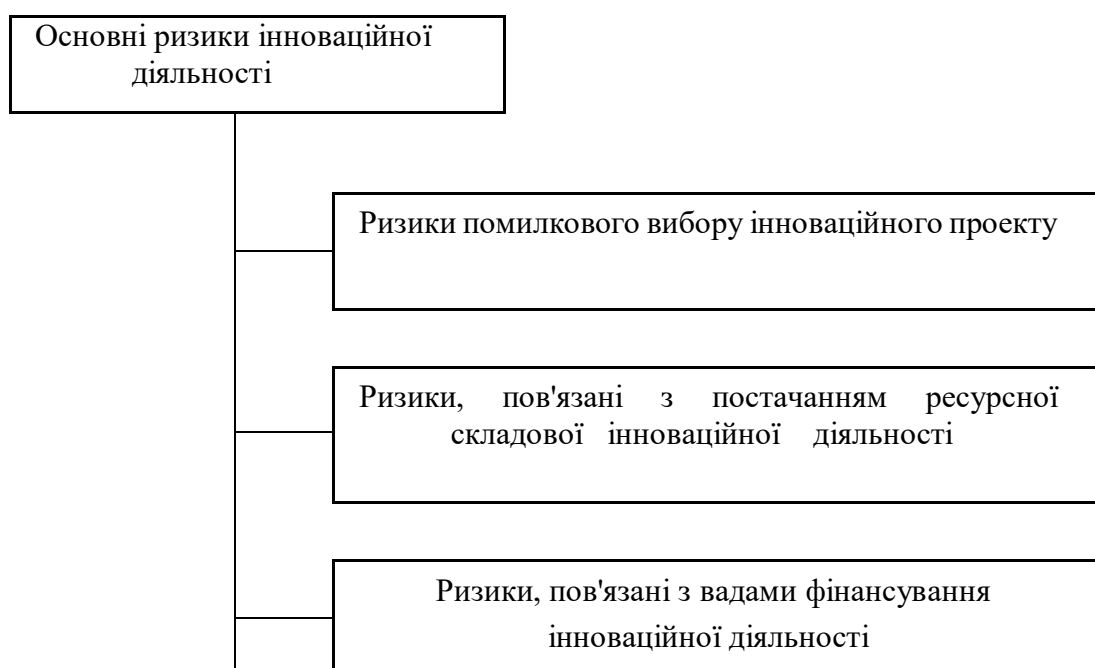 Основні ризики інноваційної
діяльності
Ризики помилкового вибору інноваційного проекту
Ризики, пов'язані з постачанням ресурсної
складової інноваційної діяльності
Ризики, пов'язані з вадами фінансування
інноваційної діяльності